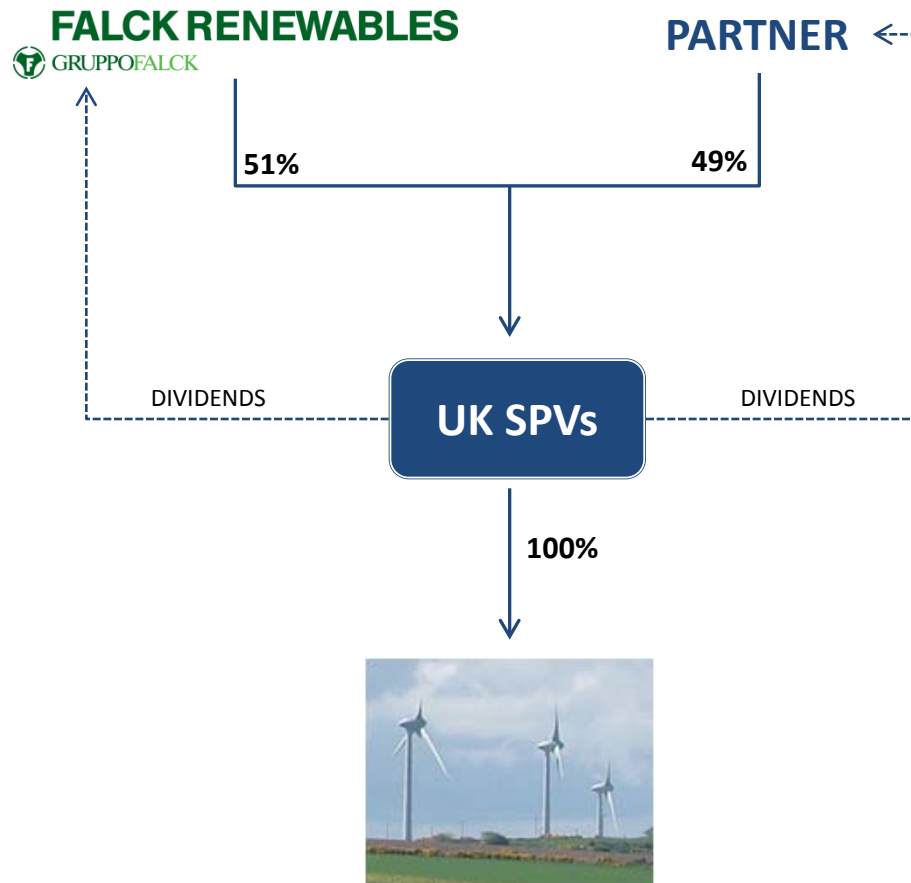 FALCK RENEWABLES
GRUPPOFALCK
PARTNER
51%
49%
DIVIDENDS
DIVIDENDS
UK SPVs
100%